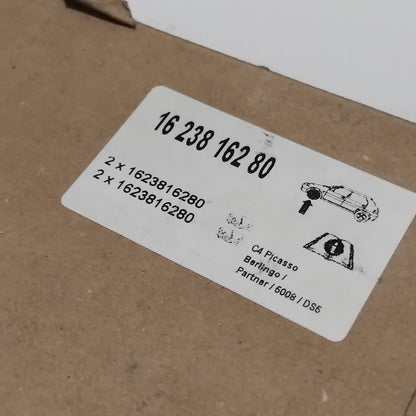 16 238 162 80
2 x 1623816280
2 x 1623816280
C4 Picasso
Berlingo /
Partner / 5008 / DS5